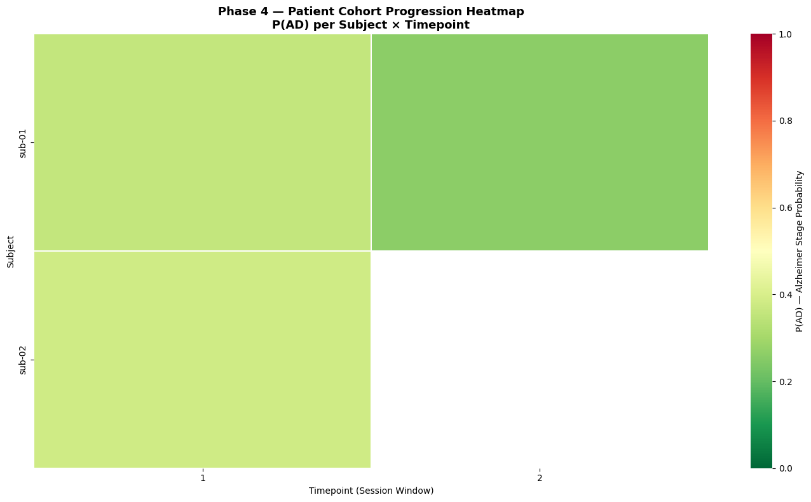 Phase 4 — Patient Cohort Progression Heatmap
P(AD) per Subject × Timepoint
Subject
sub-01
sub-02
1
2
Timepoint (Session Window)
1.0
0.8
0.6
0.4
0.2
0.0
P(AD) — Alzheimer Stage Probability